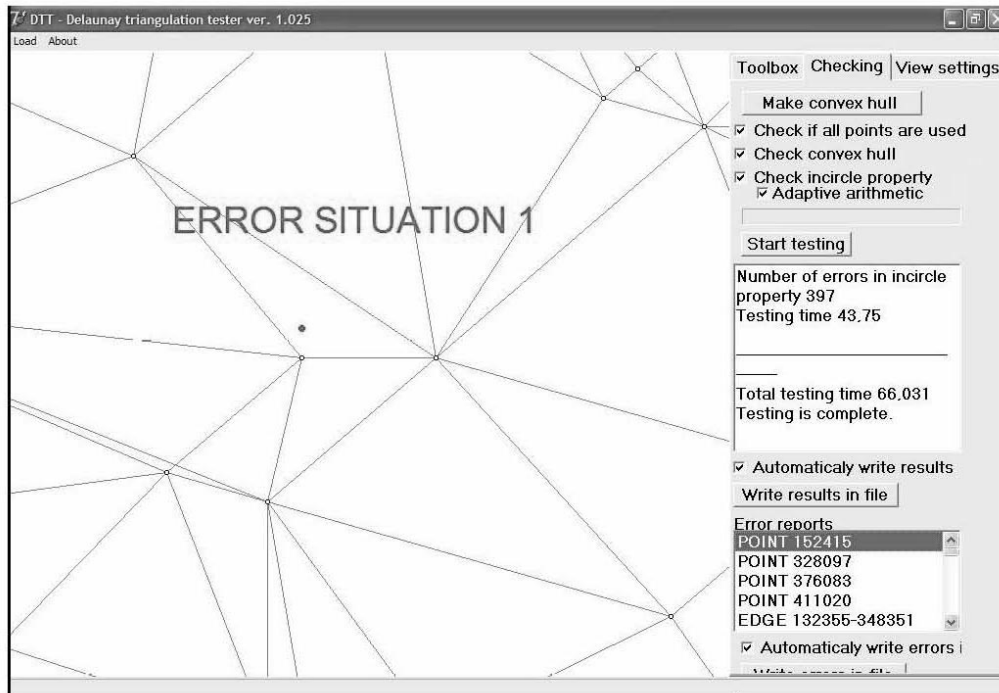 DTT - Delaunay triangulation tester ver. 1.025
Load About
Toolbox Checking View settings
Make convex hull
Check if all points are used
Check convex hull
Check incircle property
Adaptive arithmetic
ERROR SITUATION 1
Start testing
Number of errors in incircle
property 397
Testing time 43,75
Total testing time 66,031
Testing is complete.
Automaticaly write results
Write results in file
Error reports
POINT 152415
POINT 328097
POINT 376083
POINT 411020
EDGE 132355-348351
Automaticaly write errors i
Write errors in file